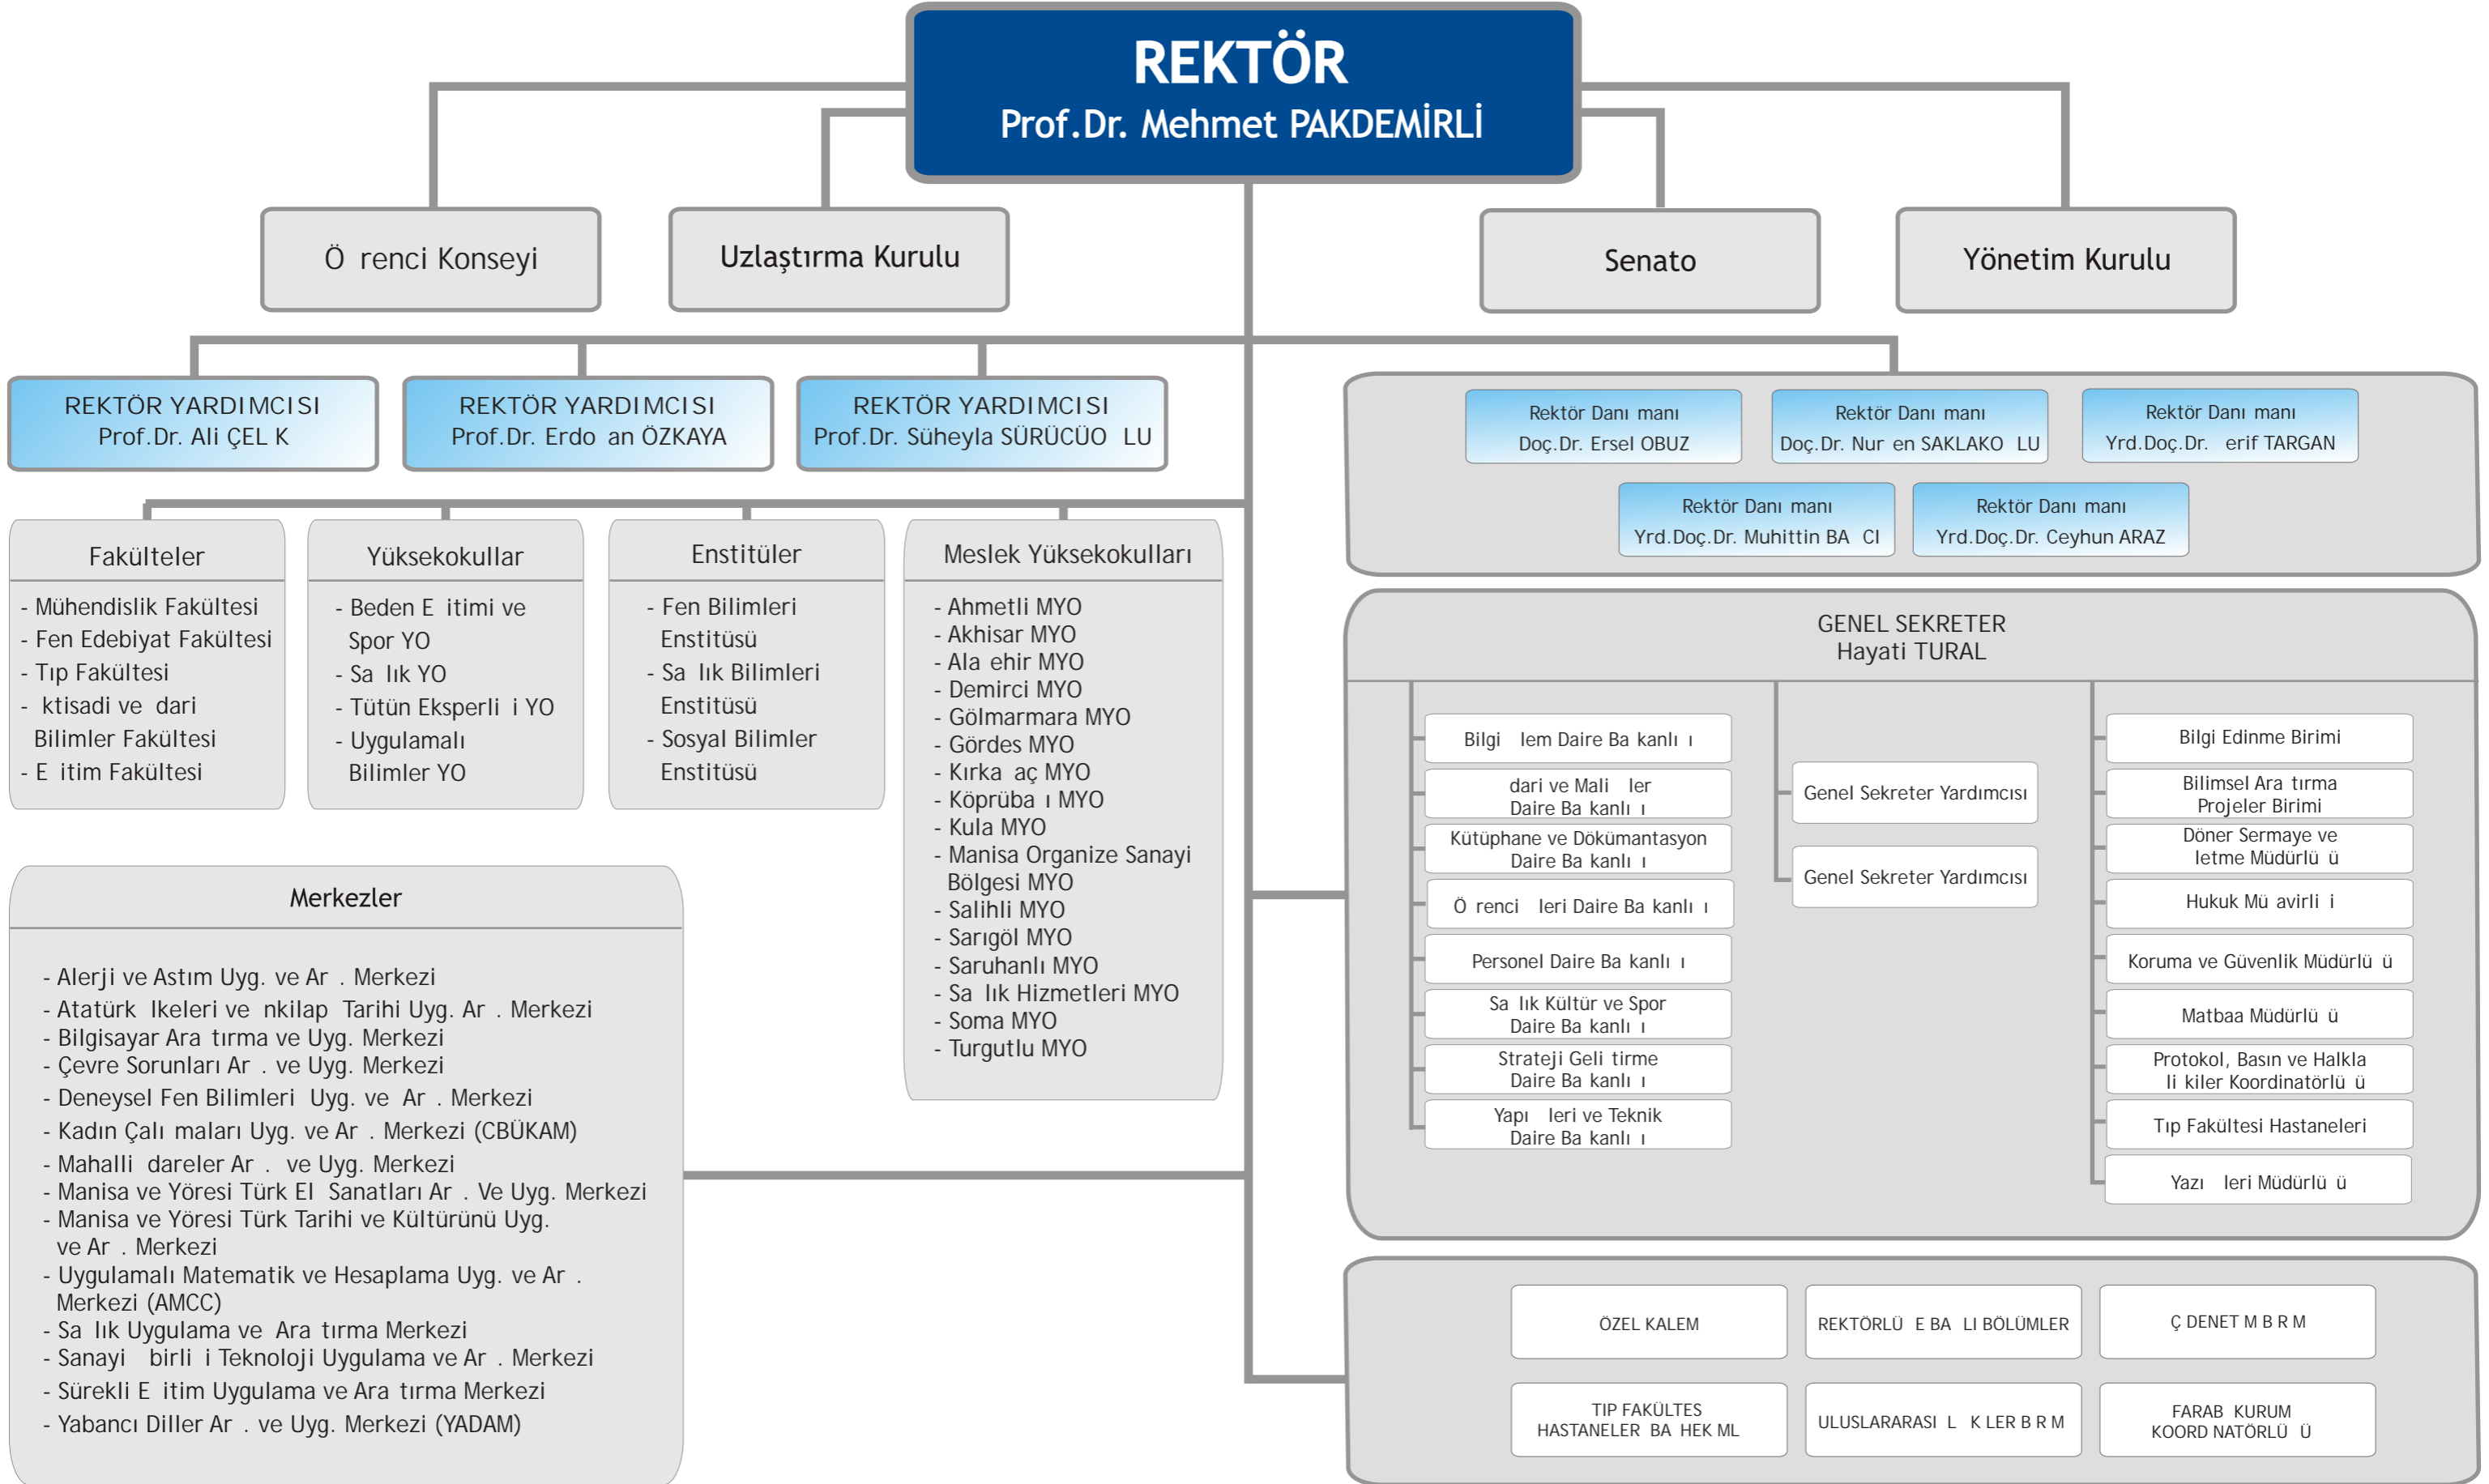 REKTÖR
Prof.Dr. Mehmet PAKDEMİRLİ
Ö renci Konseyi
Uzlaştırma Kurulu
Senato
Yönetim Kurulu
REKTÖR YARDIMCISI
Prof.Dr. Ali ÇEL K
REKTÖR YARDIMCISI
Prof.Dr. Erdo an ÖZKAYA
REKTÖR YARDIMCISI
Prof.Dr. Süheyla SÜRÜCÜO LU
Rektör Danı manı
Doç.Dr. Ersel OBUZ
Rektör Danı manı
Doç.Dr. Nur en SAKLAKO LU
Rektör Danı manı
Yrd.Doç.Dr. erif TARGAN
Rektör Danı manı
Yrd.Doç.Dr. Muhittin BA CI
Rektör Danı manı
Yrd.Doç.Dr. Ceyhun ARAZ
Fakülteler
- Mühendislik Fakültesi
- Fen Edebiyat Fakültesi
- Tıp Fakültesi
- ktisadi ve dari
Bilimler Fakültesi
- E itim Fakültesi
Yüksekokullar
- Beden E itimi ve
Spor YO
- Sa lık YO
- Tütün Eksperli i YO
- Uygulamalı
Bilimler YO
Enstitüler
- Fen Bilimleri
Enstitüsü
- Sa lık Bilimleri
Enstitüsü
- Sosyal Bilimler
Enstitüsü
Meslek Yüksekokulları
- Ahmetli MYO
- Akhisar MYO
- Ala ehir MYO
- Demirci MYO
- Gölmarmara MYO
- Gördes MYO
- Kırka aç MYO
- Köprüba ı MYO
- Kula MYO
- Manisa Organize Sanayi
Bölgesi MYO
- Salihli MYO
- Sarıgöl MYO
- Saruhanlı MYO
- Sa lık Hizmetleri MYO
- Soma MYO
- Turgutlu MYO
Merkezler
- Alerji ve Astım Uyg. ve Ar . Merkezi
- Atatürk lkeleri ve nkilap Tarihi Uyg. Ar . Merkezi
- Bilgisayar Ara tırma ve Uyg. Merkezi
- Çevre Sorunları Ar . ve Uyg. Merkezi
- Deneysel Fen Bilimleri Uyg. ve Ar . Merkezi
- Kadın Çalı maları Uyg. ve Ar . Merkezi (CBÜKAM)
- Mahalli dareler Ar . ve Uyg. Merkezi
- Manisa ve Yöresi Türk El Sanatları Ar . Ve Uyg. Merkezi
- Manisa ve Yöresi Türk Tarihi ve Kültürünü Uyg.
ve Ar . Merkezi
- Uygulamalı Matematik ve Hesaplama Uyg. ve Ar .
Merkezi (AMCC)
- Sa lık Uygulama ve Ara tırma Merkezi
- Sanayi birli i Teknoloji Uygulama ve Ar . Merkezi
- Sürekli E itim Uygulama ve Ara tırma Merkezi
- Yabancı Diller Ar . ve Uyg. Merkezi (YADAM)
GENEL SEKRETER
Hayati TURAL
Bilgi lem Daire Ba kanlı ı
dari ve Mali ler
Daire Ba kanlı ı
Kütüphane ve Dökümantasyon
Daire Ba kanlı ı
Ö renci leri Daire Ba kanlı ı
Personel Daire Ba kanlı ı
Sa lık Kültür ve Spor
Daire Ba kanlı ı
Strateji Geli tirme
Daire Ba kanlı ı
Yapı leri ve Teknik
Daire Ba kanlı ı
Genel Sekreter Yardımcısı
Genel Sekreter Yardımcısı
Bilgi Edinme Birimi
Bilimsel Ara tırma
Projeler Birimi
Döner Sermaye ve
letme Müdürlü ü
Hukuk Mü avirli i
Koruma ve Güvenlik Müdürlü ü
Matbaa Müdürlü ü
Protokol, Basın ve Halkla
li kiler Koordinatörlü ü
Tıp Fakültesi Hastaneleri
Yazı leri Müdürlü ü
ÖZEL KALEM
REKTÖRLÜ E BA LI BÖLÜMLER
Ç DENET M B R M
TIP FAKÜLTES
HASTANELER BA HEK ML
ULUSLARARASI L K LER B R M
FARAB KURUM
KOORD NATÖRLÜ Ü